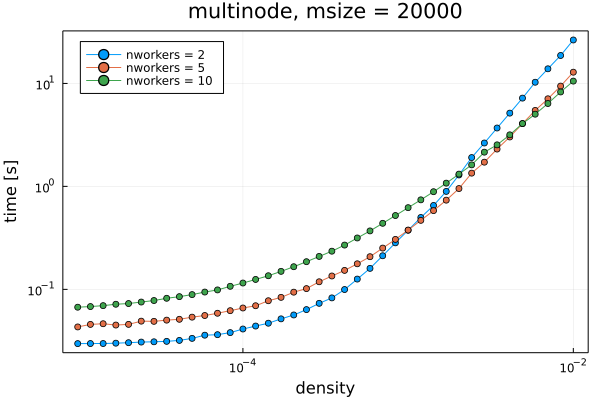 multinode, msize = 20000
nworkers = 2
nworkers = 5
nworkers = 10
time [s]
10¹
10⁰
10⁻¹
10⁻⁴
10⁻²
density